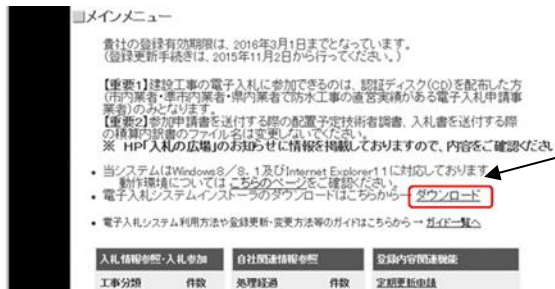 ■メインメニュー
貴社の登録有効期限は、2016年3月1日までとなっています。
(登録更新手続きは、2015年11月2日から行ってください。)
【重要1】建設工事の電子入札に参加できるのは、認証ディスク(CD)を配布した方
(市内業者・準市内業者・県内業者で防水工事の直営実績がある電子入札申請事
業者)のみとなります。
【重要2】参加申請書を送付する際の配置予定技術者調書、入札書を送付する際
の積算内訳書のファイル名は変更しないでください。
※ HP「入札の広場」のお知らせに情報を掲載しておりますので、内容をご確認くださ
• 当システムはWindows8/8.1及びInternet Explorer11に対応しております
動作環境については こちらのページをご確認ください。
• 電子入札システムインストーラのダウンロードはこちらから→ ダウンロード
• 電子入札システム利用方法や登録更新・変更方法等のガイドはこちらから → ガイド一覧へ
入札情報参照・入札参加 自社関連情報参照 登録内容関連機能
工事分類 件数 処理経過 件数 定期更新申請